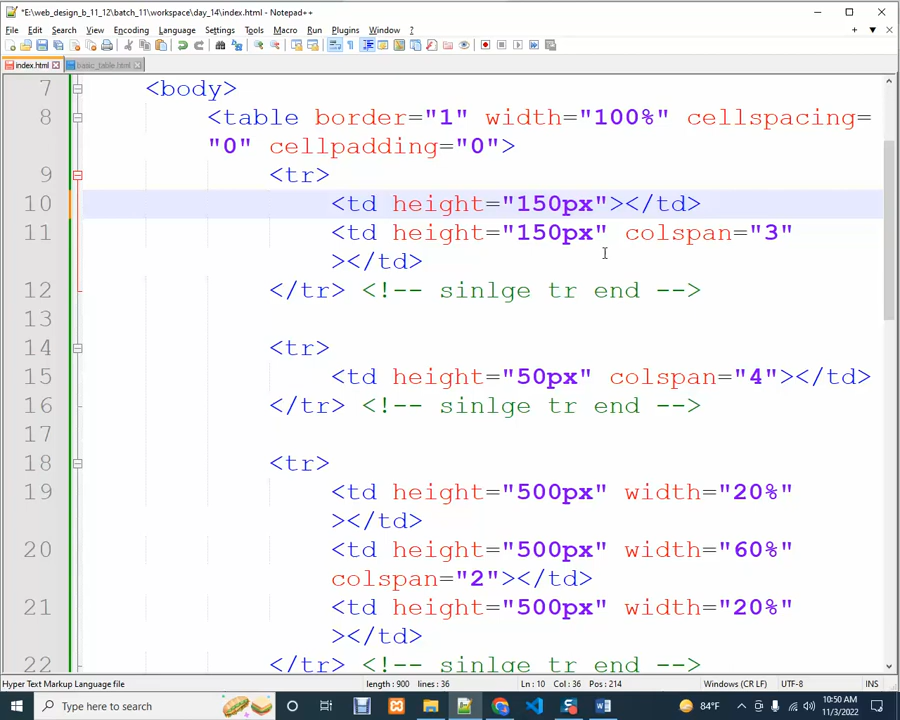 *E:\web_design_b_11_12\batch_11\workspace\day_14\index.html - Notepad++
File Edit Search View Encoding Language Settings Tools Macro Run Plugins Window ?
index.html basic_table.html
7 <body>
8 <table border="1" width="100%" cellspacing=
"0" cellpadding="0">
9 <tr>
10 <td height="150px"></td>
11 <td height="150px" colspan="3"
></td>
12 </tr> <!-- sinlge tr end -->
13
14 <tr>
15 <td height="50px" colspan="4"></td>
16 </tr> <!-- sinlge tr end -->
17
18 <tr>
19 <td height="500px" width="20%"
></td>
20 <td height="500px" width="60%"
colspan="2"></td>
21 <td height="500px" width="20%"
></td>
22 </tr> <!-- sinlge tr end -->
Hyper Text Markup Language file length : 900 lines : 36 Ln : 10 Col : 36 Pos : 214 Windows (CR LF) UTF-8 INS
Type here to search 84°F 10:50 AM
11/3/2022